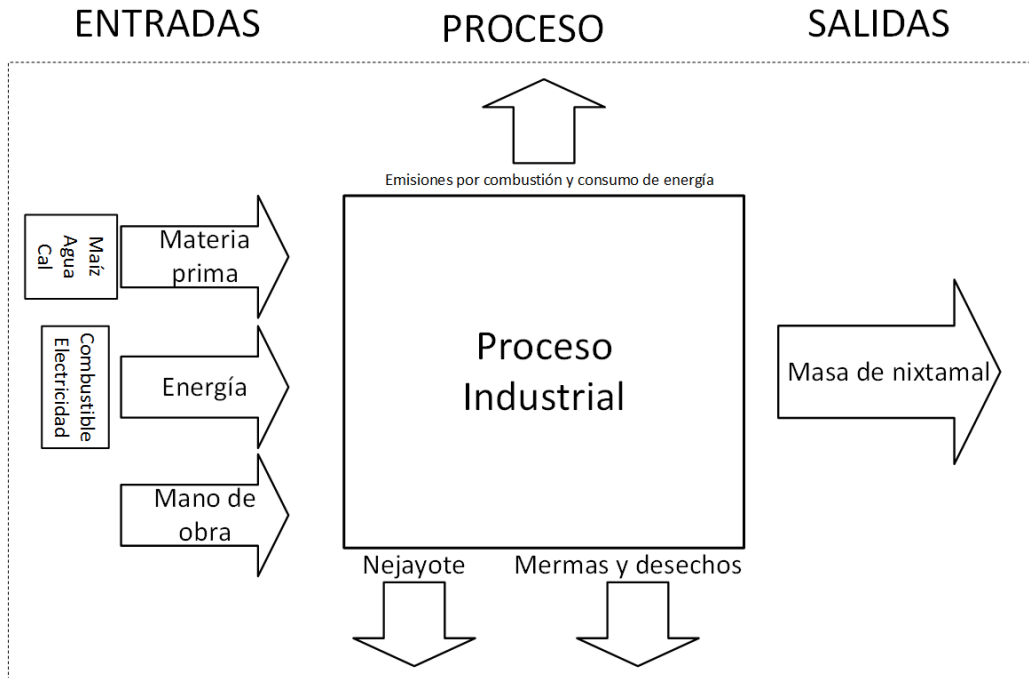 ENTRADAS
PROCESO
SALIDAS
Emisiones por combustión y consumo de energía
Maíz
Agua
Cal
Materia
prima
Combustible
Electricidad
Energía
Mano de
obra
Proceso
Industrial
Masa de nixtamal
Nejayote
Mermas y desechos